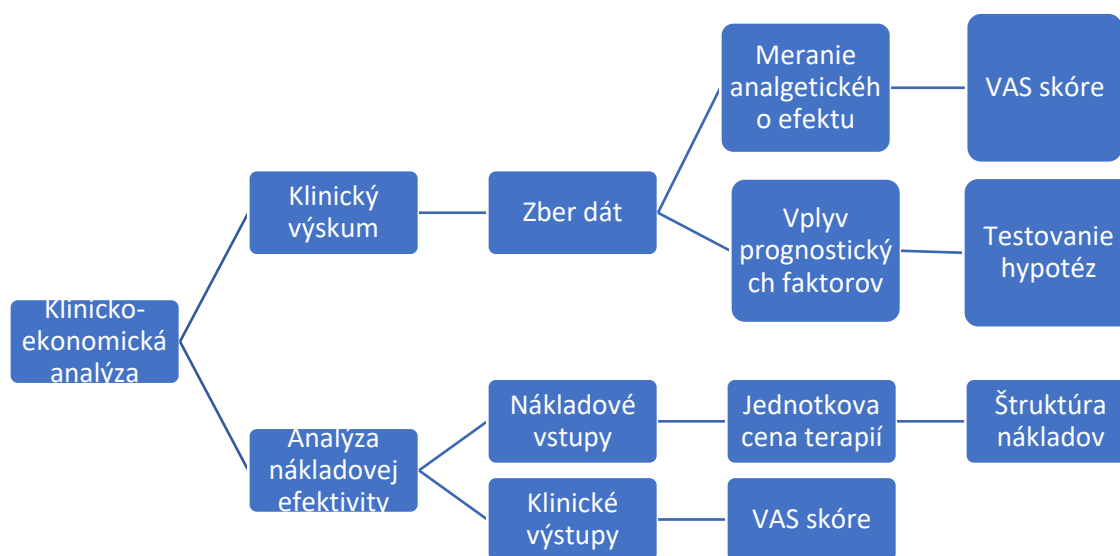 Meranie
analgetickéh
o efektu
VAS skóre
Klinický
výskum
Zber dát
Vplyv
prognostický
ch faktorov
Testovanie
hypotéz
Klinicko-
ekonomická
analýza
Nákladové
vstupy
Jednotkova
cena terapií
Štruktúra
nákladov
Analýza
nákladovej
efektivity
Klinické
výstupy
VAS skóre